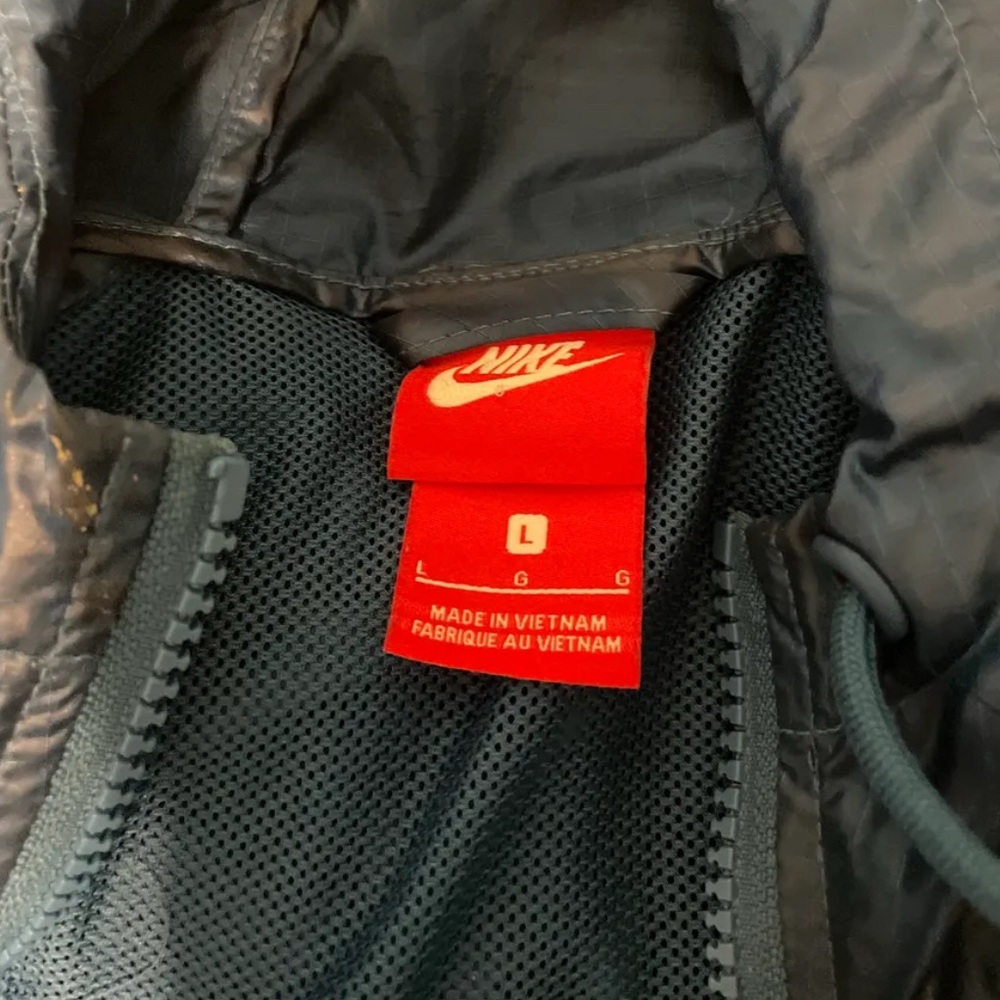 NIKE
L
L G G
MADE IN VIETNAM
FABRIQUE AU VIETNAM